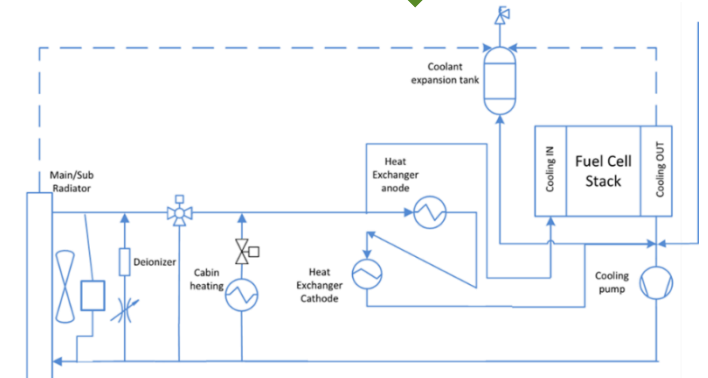 Coolant
expansion tank
Cooling IN
Fuel Cell
Stack
Cooling OUT
Main/Sub
Radiator
Heat
Exchanger
anode
Deionizer
Cabin
heating
Heat
Exchanger
Cathode
Cooling
pump